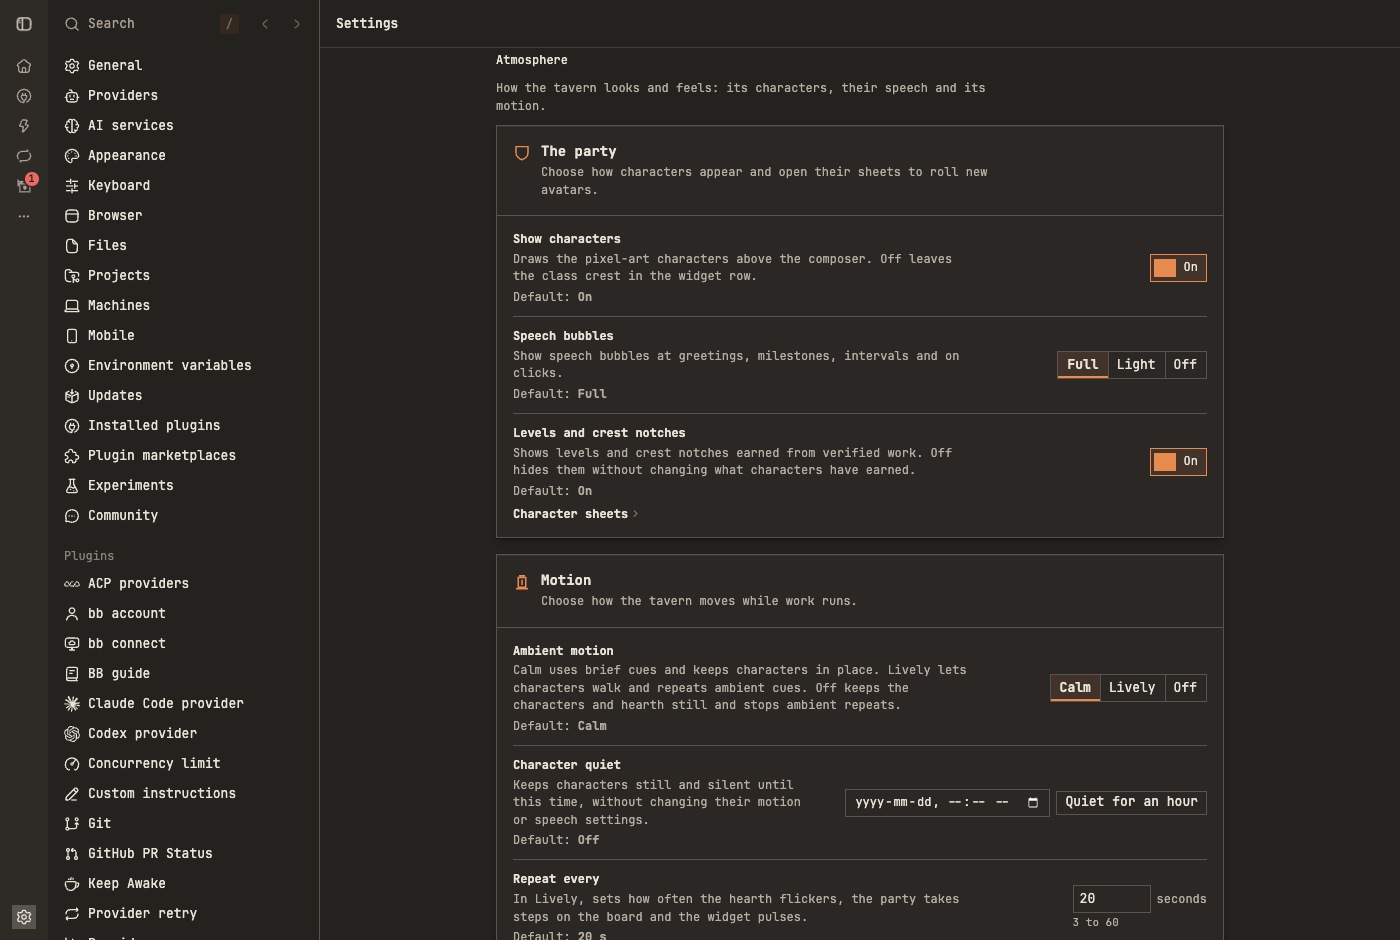 Search /
Settings
General
Providers
AI services
Appearance
Keyboard
1
Browser
Files
Projects
Machines
Mobile
Environment variables
Updates
Installed plugins
Plugin marketplaces
Experiments
Community
Plugins
ACP providers
bb account
bb connect
BB guide
Claude Code provider
Codex provider
Concurrency limit
Custom instructions
Git
GitHub PR Status
Keep Awake
Provider retry
Atmosphere
How the tavern looks and feels: its characters, their speech and its
motion.
The party
Choose how characters appear and open their sheets to roll new
avatars.
Show characters
Draws the pixel-art characters above the composer. Off leaves
the class crest in the widget row.
Default: On
On
Speech bubbles
Show speech bubbles at greetings, milestones, intervals and on
clicks.
Default: Full
Full Light Off
Levels and crest notches
Shows levels and crest notches earned from verified work. Off
hides them without changing what characters have earned.
Default: On
On
Character sheets
Motion
Choose how the tavern moves while work runs.
Ambient motion
Calm uses brief cues and keeps characters in place. Lively lets
characters walk and repeats ambient cues. Off keeps the
characters and hearth still and stops ambient repeats.
Default: Calm
Calm Lively Off
Character quiet
Keeps characters still and silent until
this time, without changing their motion
or speech settings.
Default: Off
yyyy-mm-dd, --:-- --
Quiet for an hour
Repeat every
In Lively, sets how often the hearth flickers, the party takes
steps on the board and the widget pulses.
Default: 20 s
20 seconds
3 to 60